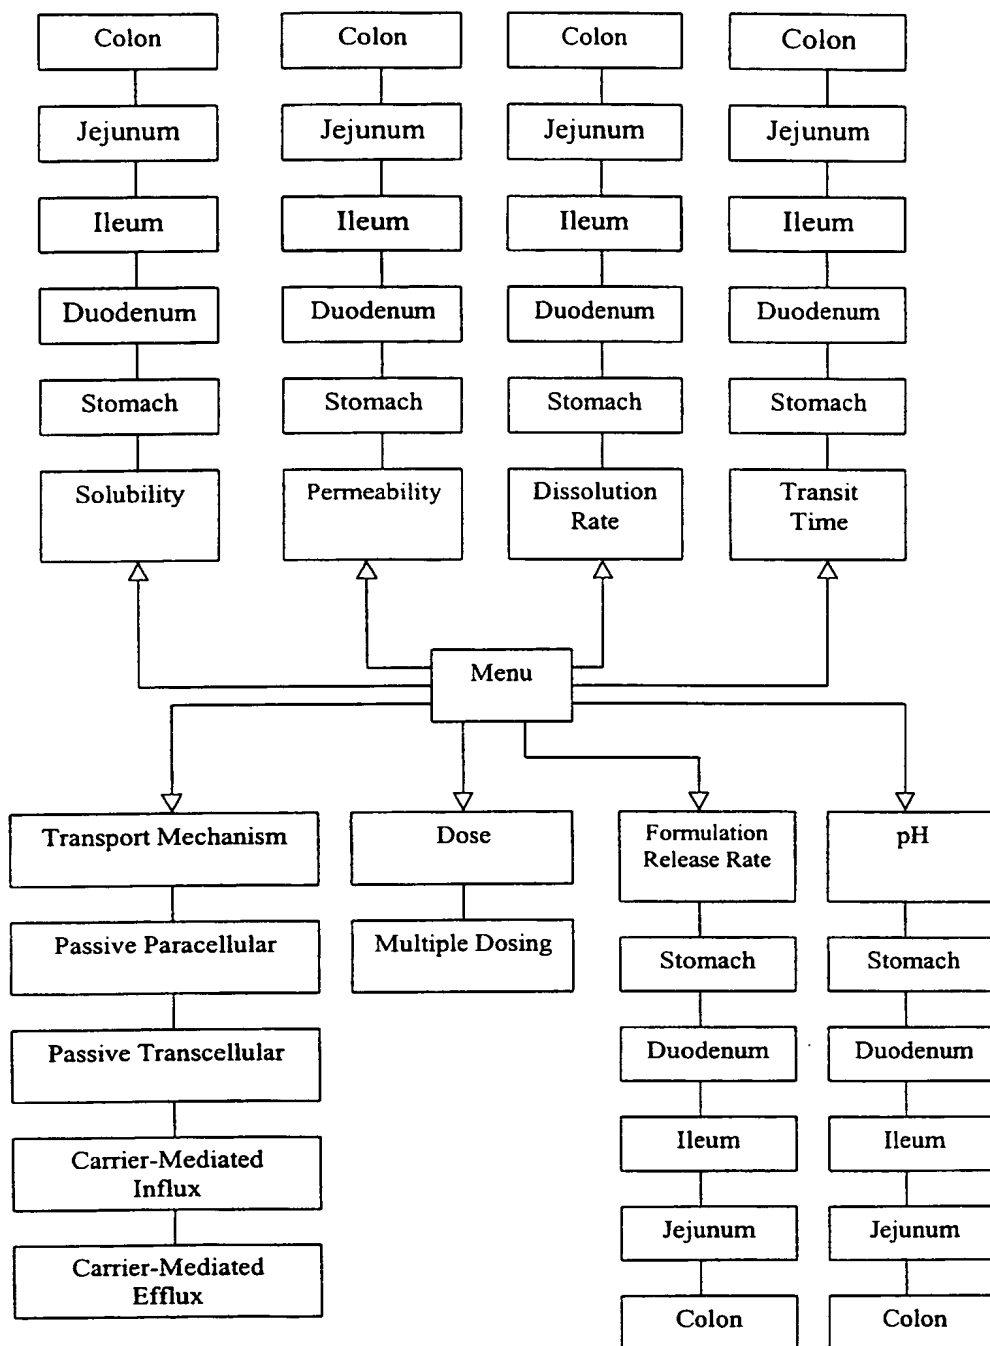 Colon
Colon
Colon
Colon
Jejunum
Jejunum
Jejunum
Jejunum
Ileum
Ileum
Ileum
Ileum
Duodenum
Duodenum
Duodenum
Duodenum
Stomach
Stomach
Stomach
Stomach
Solubility
Permeability
Dissolution
Rate
Transit
Time
Menu
Transport Mechanism
Dose
Formulation
Release Rate
pH
Passive Paracellular
Multiple Dosing
Stomach
Stomach
Passive Transcellular
Duodenum
Duodenum
Carrier-Mediated
Influx
Ileum
Ileum
Jejunum
Jejunum
Carrier-Mediated
Efflux
Colon
Colon